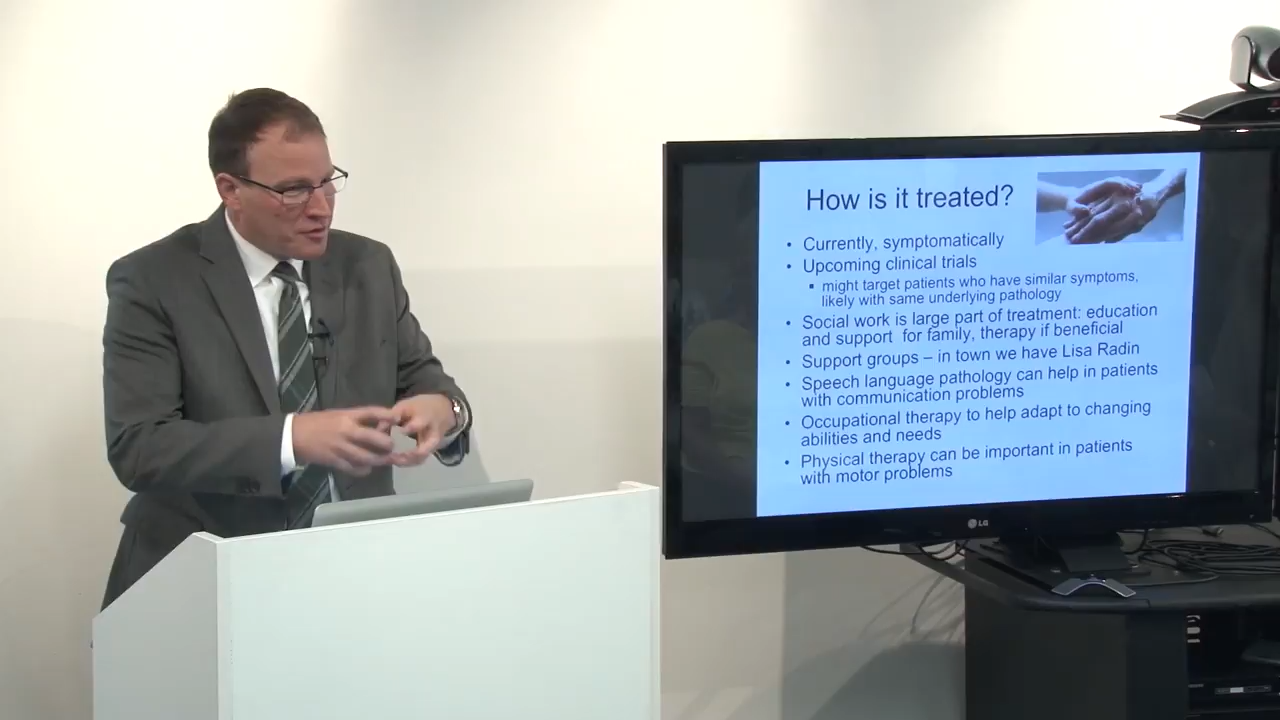 How is it treated?
• Currently, symptomatically
• Upcoming clinical trials
▪ might target patients who have similar symptoms,
likely with same underlying pathology
• Social work is large part of treatment: education
and support for family, therapy if beneficial
• Support groups – in town we have Lisa Radin
• Speech language pathology can help in patients
with communication problems
• Occupational therapy to help adapt to changing
abilities and needs
• Physical therapy can be important in patients
with motor problems
LG